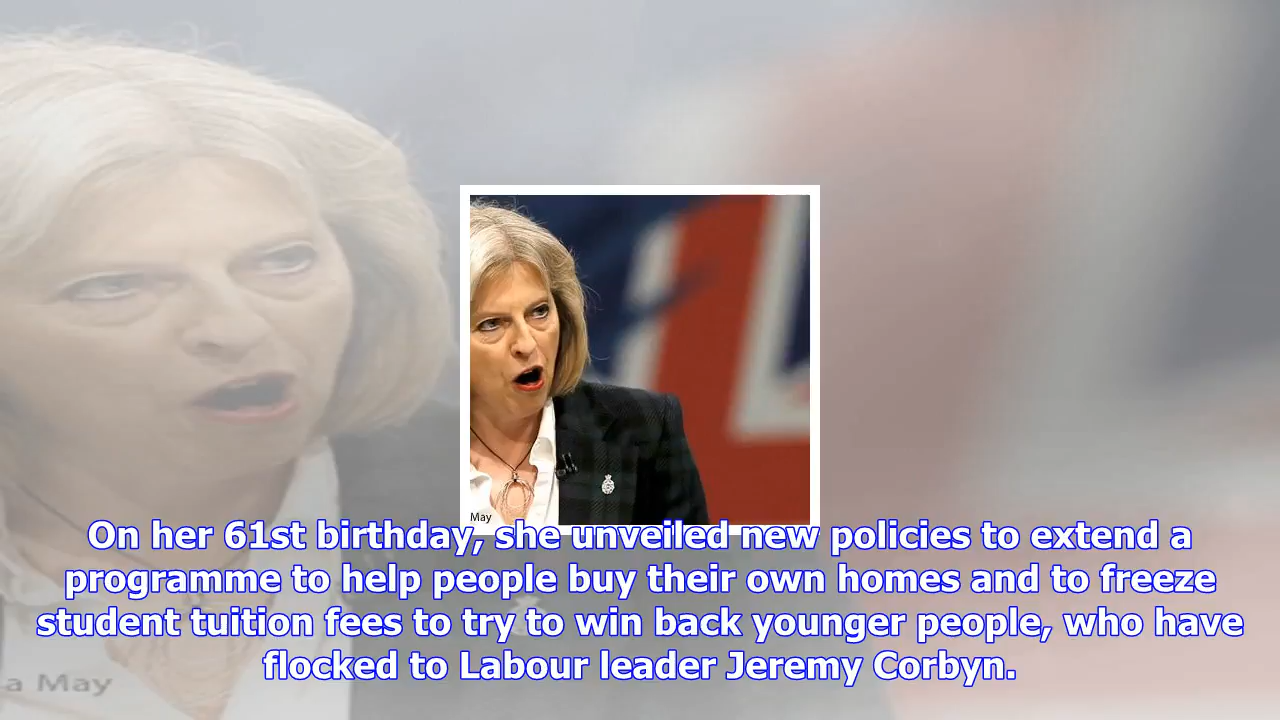 May
On her 61st birthday, she unveiled new policies to extend a
programme to help people buy their own homes and to freeze
student tuition fees to try to win back younger people, who have
flocked to Labour leader Jeremy Corbyn.
a May